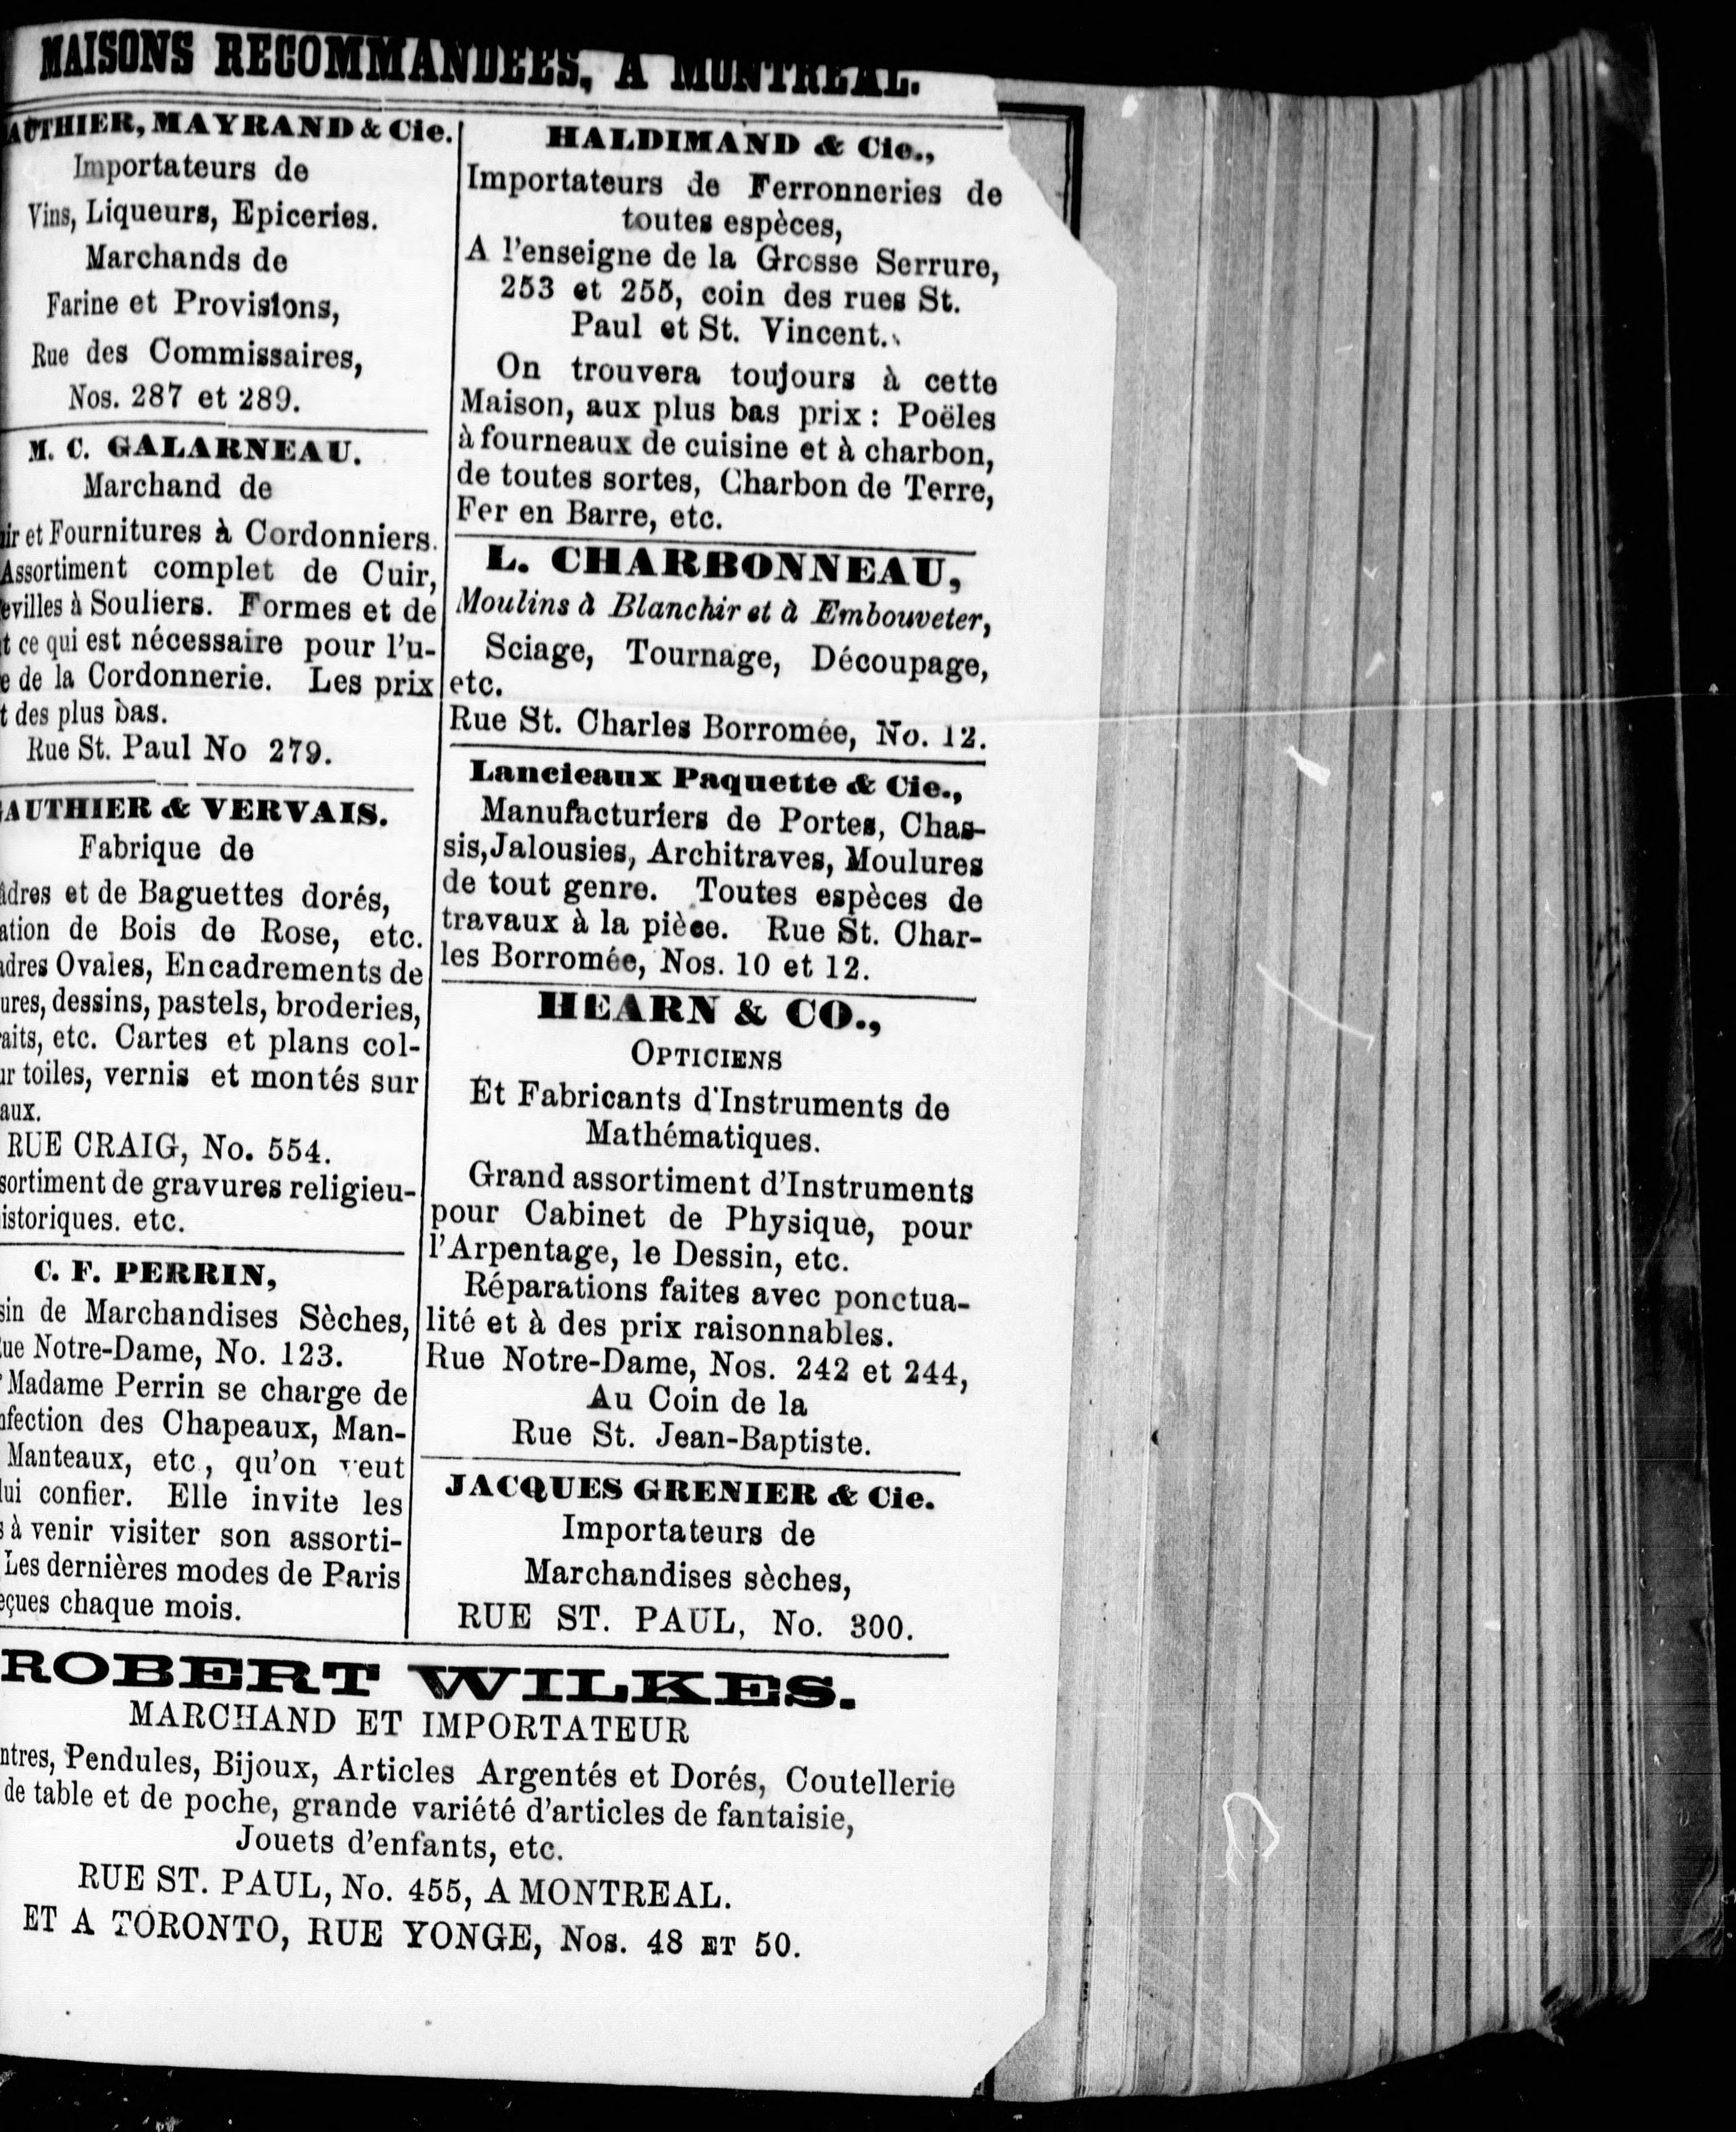 MAISONS RECOMMANDEES, A MONTREAL.
AUTHIER, MAYRAND & Cie.
Importateurs de
Vins, Liqueurs, Epiceries.
Marchands de
Farine et Provisions,
Rue des Commissaires,
Nos. 287 et 289.
M. C. GALARNEAU.
Marchand de
ir et Fournitures à Cordonniers.
Assortiment complet de Cuir,
evilles à Souliers. Formes et de
t ce qui est nécessaire pour l'u-
e de la Cordonnerie. Les prix
t des plus bas.
Rue St. Paul No 279.
AUTHIER & VERVAIS.
Fabrique de
adres et de Baguettes dorés,
ation de Bois de Rose, etc.
adres Ovales, Encadrements de
ures, dessins, pastels, broderies,
aits, etc. Cartes et plans col-
ur toiles, vernis et montés sur
aux.
RUE CRAIG, No. 554.
sortiment de gravures religieu-
istoriques. etc.
C. F. PERRIN,
sin de Marchandises Sèches,
ue Notre-Dame, No. 123.
Madame Perrin se charge de
nfection des Chapeaux, Man-
Manteaux, etc., qu'on veut
lui confier. Elle invite les
s à venir visiter son assorti-
Les dernières modes de Paris
eçues chaque mois.
HALDIMAND & Cie.,
Importateurs de Ferronneries de
toutes espèces,
A l'enseigne de la Grosse Serrure,
253 et 255, coin des rues St.
Paul et St. Vincent.
On trouvera toujours à cette
Maison, aux plus bas prix : Poëles
à fourneaux de cuisine et à charbon,
de toutes sortes, Charbon de Terre,
Fer en Barre, etc.
L. CHARBONNEAU,
Moulins à Blanchir et à Embouveter,
Sciage, Tournage, Découpage,
etc.
Rue St. Charles Borromée, No. 12.
Lancieaux Paquette & Cie.,
Manufacturiers de Portes, Chas-
sis, Jalousies, Architraves, Moulures
de tout genre. Toutes espèces de
travaux à la pièce. Rue St. Char-
les Borromée, Nos. 10 et 12.
HEARN & CO.,
OPTICIENS
Et Fabricants d'Instruments de
Mathématiques.
Grand assortiment d'Instruments
pour Cabinet de Physique, pour
l'Arpentage, le Dessin, etc.
Réparations faites avec ponctua-
lité et à des prix raisonnables.
Rue Notre-Dame, Nos. 242 et 244,
Au Coin de la
Rue St. Jean-Baptiste.
JACQUES GRENIER & Cie.
Importateurs de
Marchandises sèches,
RUE ST. PAUL, No. 300.
ROBERT WILKES.
MARCHAND ET IMPORTATEUR
ntres, Pendules, Bijoux, Articles Argentés et Dorés, Coutellerie
de table et de poche, grande variété d'articles de fantaisie,
Jouets d'enfants, etc.
RUE ST. PAUL, No. 455, A MONTREAL.
ET A TORONTO, RUE YONGE, Nos. 48 ET 50.